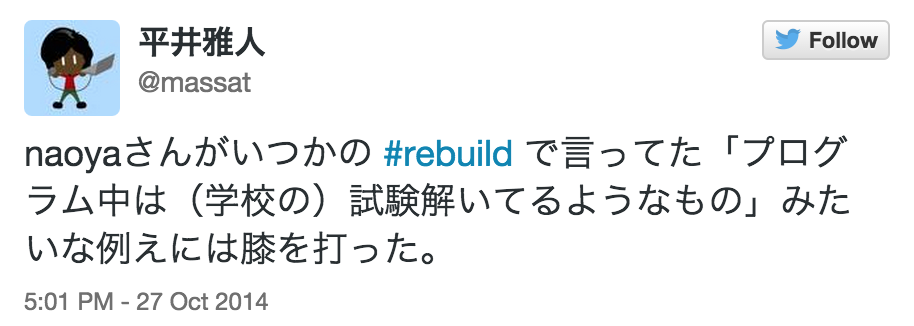 平井雅人
@massat
Follow
naoyaさんがいつかの #rebuild で言ってた「プログ
ラム中は（学校の）試験解いてるようなもの」みた
いな例えには膝を打った。
5:01 PM - 27 Oct 2014